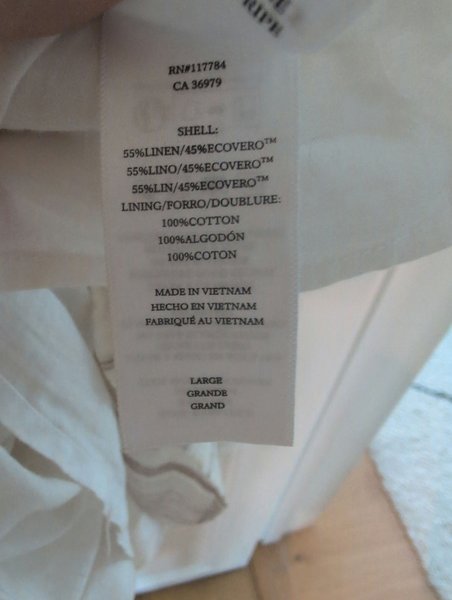 RIPE
RN#117784
CA 36979
SHELL:
55%LINEN/45%ECOVERO™
55%LINO/45%ECOVERO™
55%LIN/45%ECOVERO™
LINING/FORRO/DOUBLURE:
100%COTTON
100%ALGODÓN
100%COTON
MADE IN VIETNAM
HECHO EN VIETNAM
FABRIQUÉ AU VIETNAM
LARGE
GRANDE
GRAND